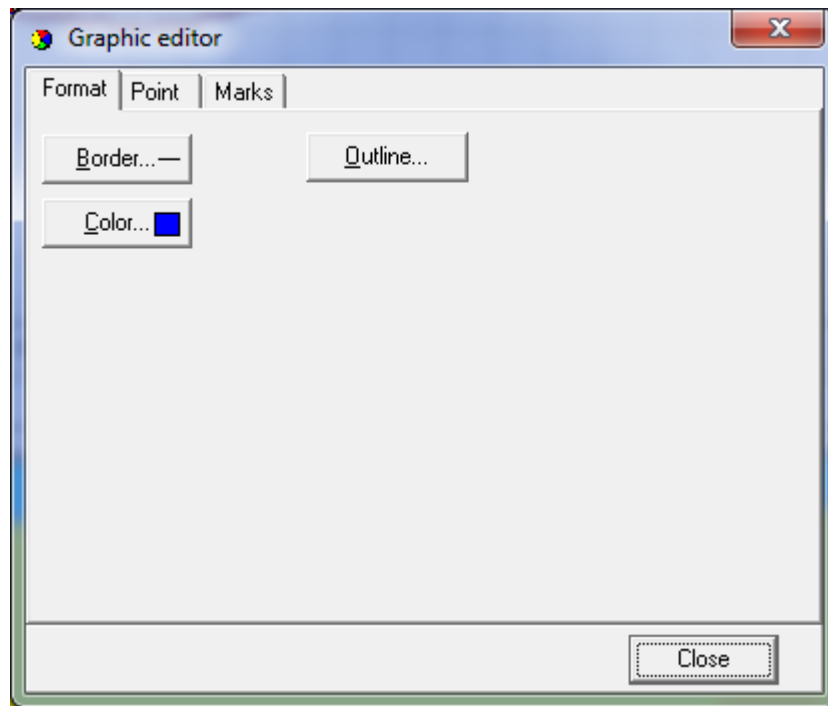 Graphic editor
Format Point Marks
Border... Outline...
Color...
Close